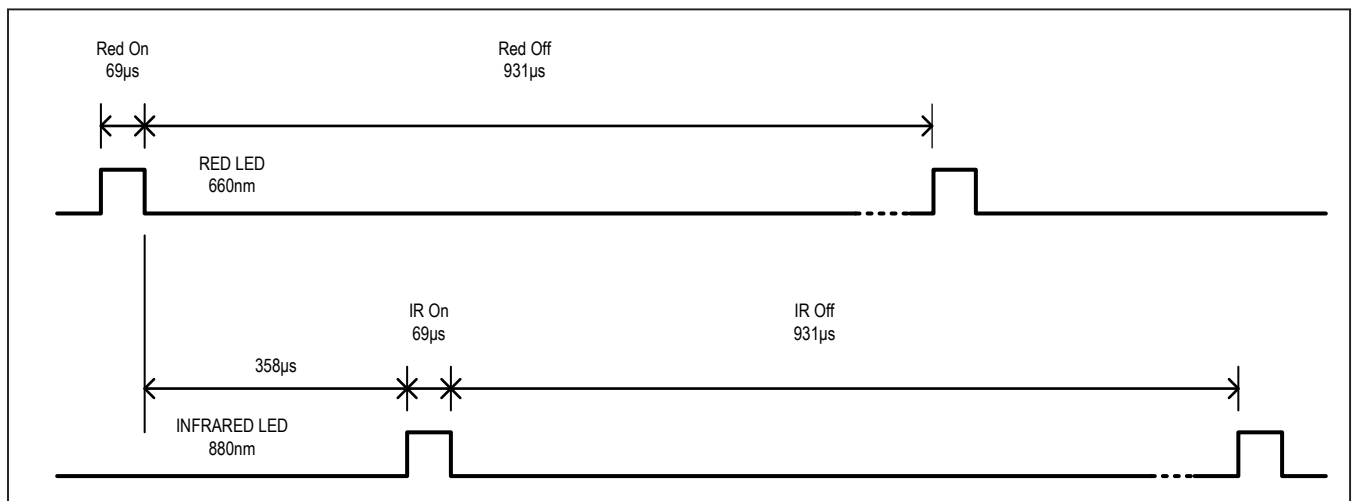 Red On
69µs
Red Off
931µs
RED LED
660nm
IR On
69µs
IR Off
931µs
358µs
INFRARED LED
880nm